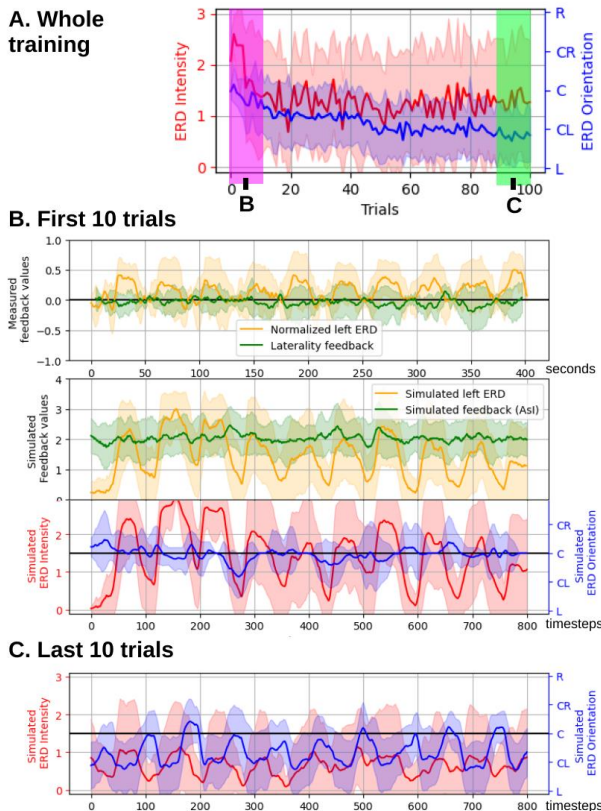 A. Whole
training
3
2
1
0
ERD Intensity
R
CR
C
CL
L
ERD Orientation
0 20 40 60 80 100
B
C
Trials
B. First 10 trials
1.0
0.5
0.0
−0.5
−1.0
Measured
feedback values
Normalized left ERD
Laterality feedback
0 50 100 150 200 250 300 350 400
seconds
4
3
2
1
0
Simulated
Feedback values
Simulated left ERD
Simulated feedback (AsI)
2
1
0
Simulated
ERD Intensity
CR
C
CL
L
Simulated
ERD Orientation
0 100 200 300 400 500 600 700 800
timesteps
C. Last 10 trials
3
2
1
0
Simulated
ERD Intensity
R
CR
C
CL
L
Simulated
ERD Orientation
0 100 200 300 400 500 600 700 800
timesteps